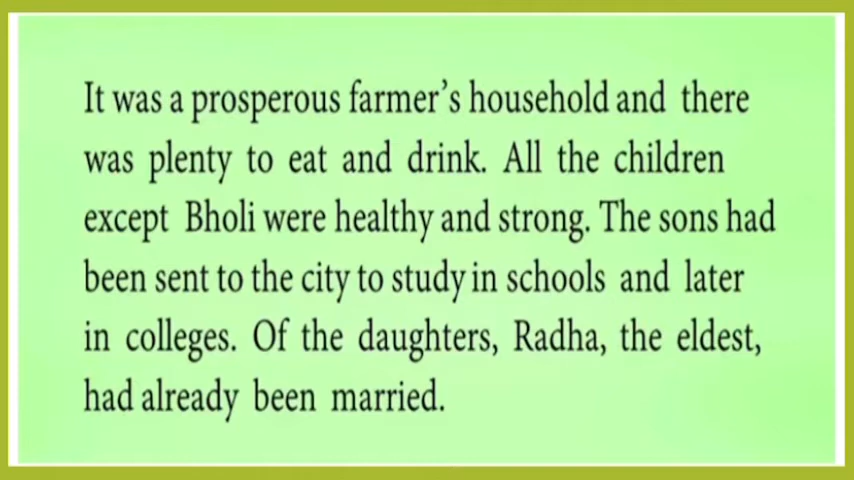 It was a prosperous farmer’s household and there
was plenty to eat and drink. All the children
except Bholi were healthy and strong. The sons had
been sent to the city to study in schools and later
in colleges. Of the daughters, Radha, the eldest,
had already been married.